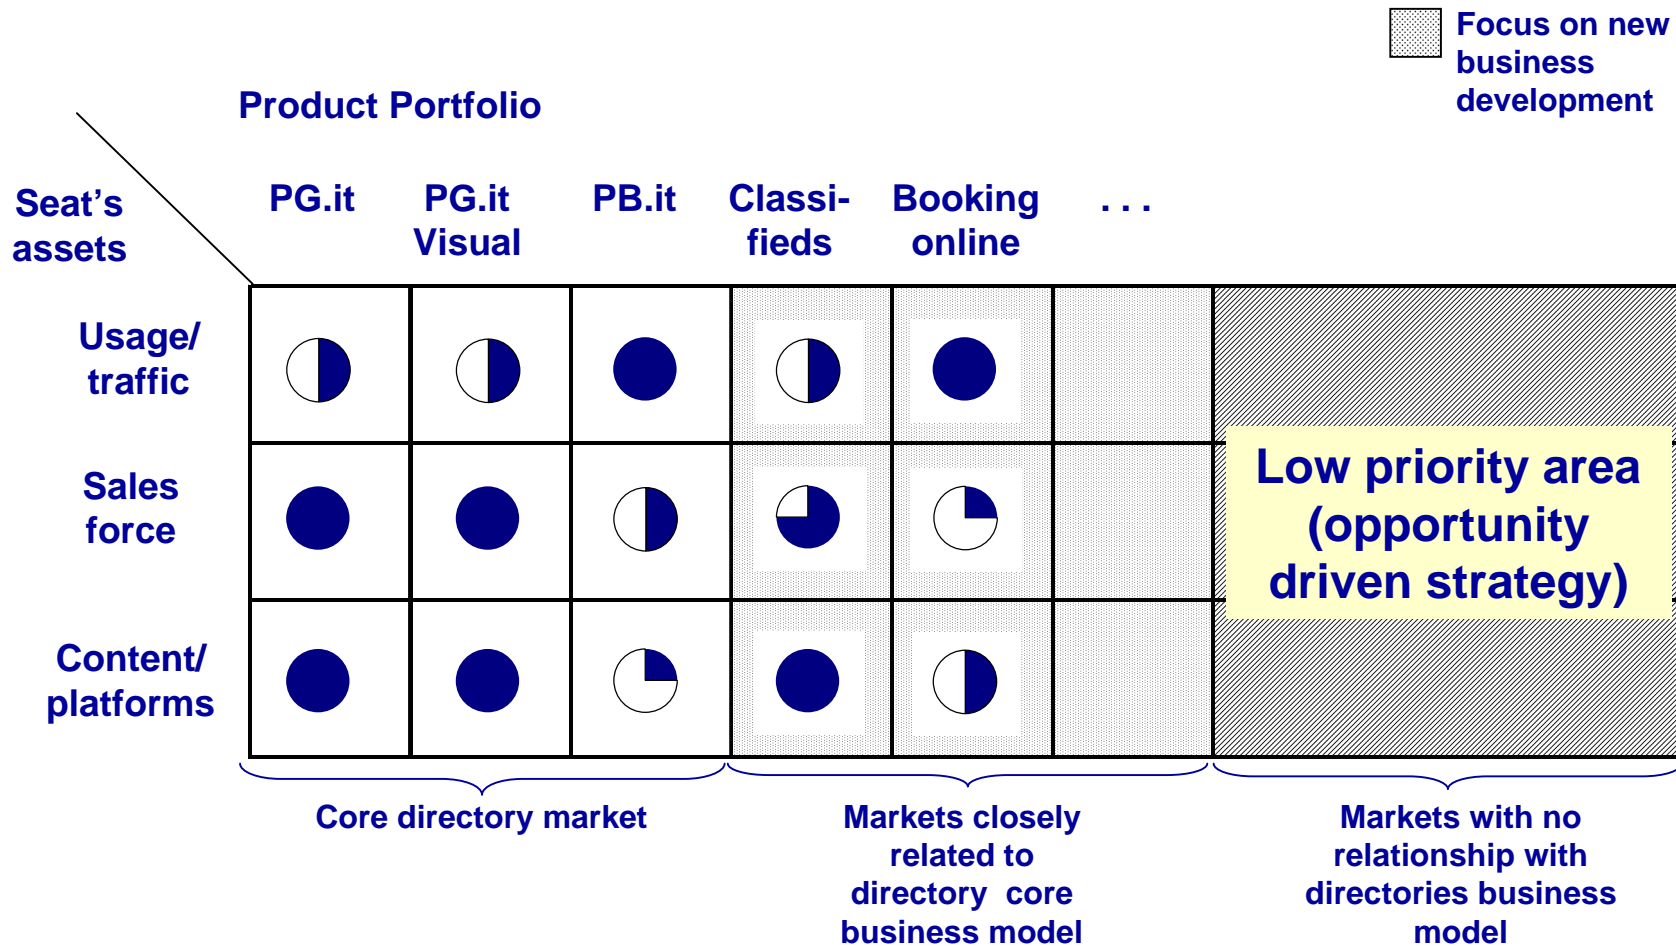 Focus on new
business
development
Product Portfolio
Seat's
assets
PG.it
PG.it
Visual
PB.it
Classi-
fieds
Booking
online
. . .
Usage/
traffic
Sales
force
Content/
platforms
Low priority area
(opportunity
driven strategy)
Core directory market
Markets closely
related to
directory core
business model
Markets with no
relationship with
directories business
model